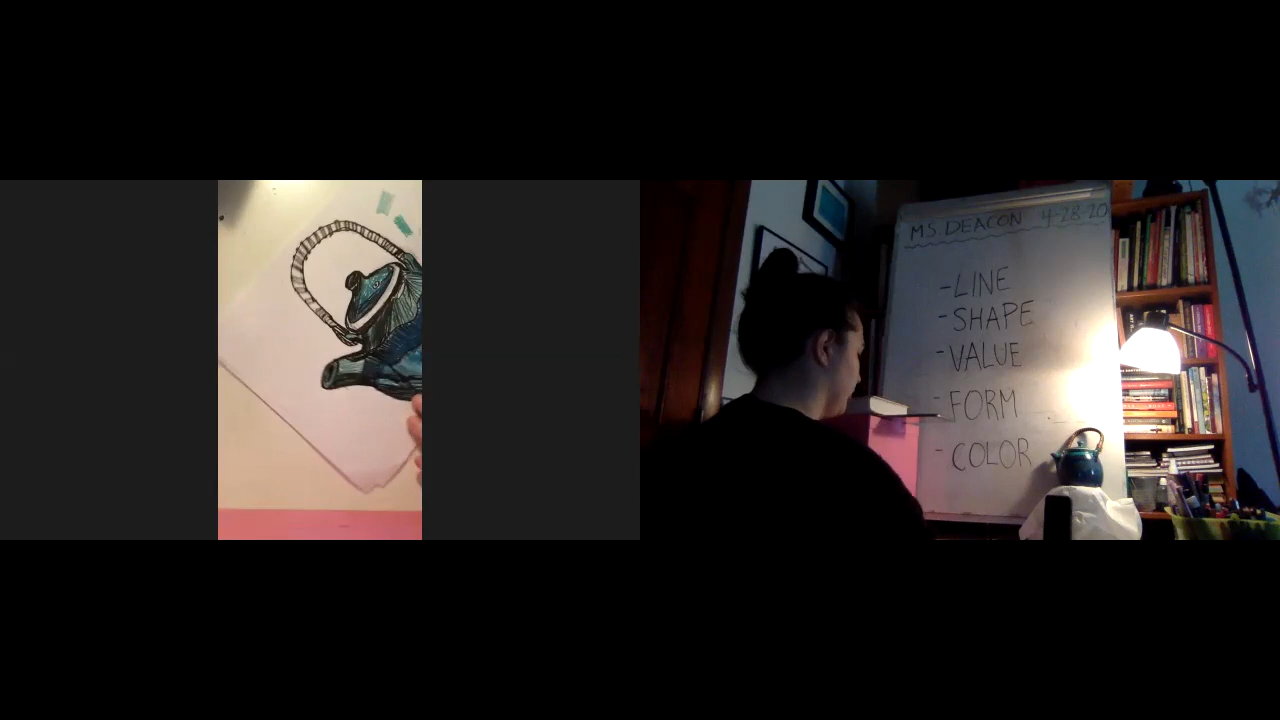 MS. DEACON 4-28-20
-LINE
-SHAPE
-VALUE
-FORM
-COLOR